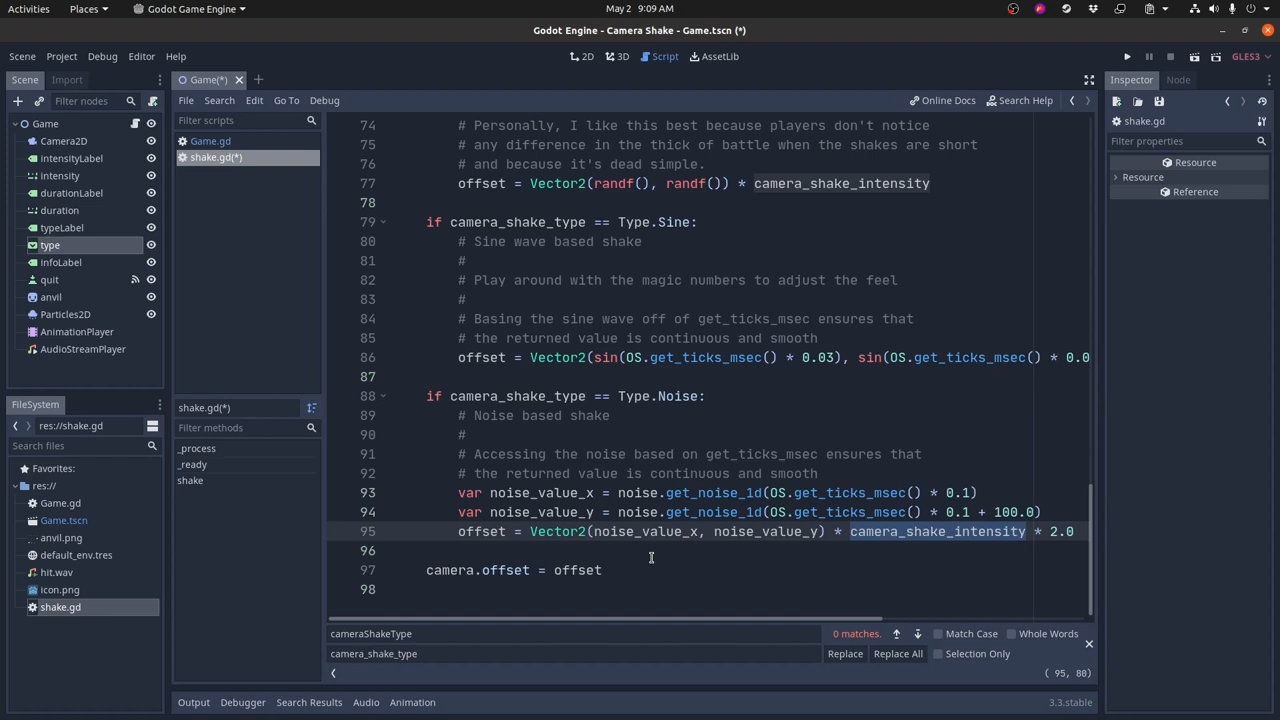 Activities Places Godot Engine May 2 9:09 AM
Godot Engine - Camera Shake - Game.tscn (*)
Scene Project Debug Editor Help 2D 3D Script AssetLib GLES3
Scene Import Game(*) Inspector Node
Filter nodes File Search Edit Go To Debug Online Docs Search Help
Game Filter scripts shake.gd
Camera2D Game.gd Filter properties
IntensityLabel shake.gd(*) Resource
intensity Resource
durationLabel Reference
duration
typeLabel
type
infoLabel
quit
anvil
Particles2D
AnimationPlayer
AudioStreamPlayer
74 # Personally, I like this best because players don't notice
75 # any difference in the thick of battle when the shakes are short
76 # and because it's dead simple.
77 offset = Vector2(randf(), randf()) * camera_shake_intensity
78
79 if camera_shake_type == Type.Sine:
80 # Sine wave based shake
81 #
82 # Play around with the magic numbers to adjust the feel
83 #
84 # Basing the sine wave off of get_ticks_msec ensures that
85 # the returned value is continuous and smooth
86 offset = Vector2(sin(OS.get_ticks_msec() * 0.03), sin(OS.get_ticks_msec() * 0.0
87
88 if camera_shake_type == Type.Noise:
89 # Noise based shake
90 #
91 # Accessing the noise based on get_ticks_msec ensures that
92 # the returned value is continuous and smooth
93 var noise_value_x = noise.get_noise_1d(OS.get_ticks_msec() * 0.1)
94 var noise_value_y = noise.get_noise_1d(OS.get_ticks_msec() * 0.1 + 100.0)
95 offset = Vector2(noise_value_x, noise_value_y) * camera_shake_intensity * 2.0
96
97 camera.offset = offset
98
FileSystem shake.gd(*)
res://shake.gd Filter methods
Search files _process
Favorites: _ready
res:// shake
Game.gd
Game.tscn
anvil.png
default_env.tres
hit.wav
icon.png
shake.gd
cameraShakeType 0 matches. Match Case Whole Words
camera_shake_type Replace Replace All Selection Only
( 95, 80)
Output Debugger Search Results Audio Animation 3.3.stable